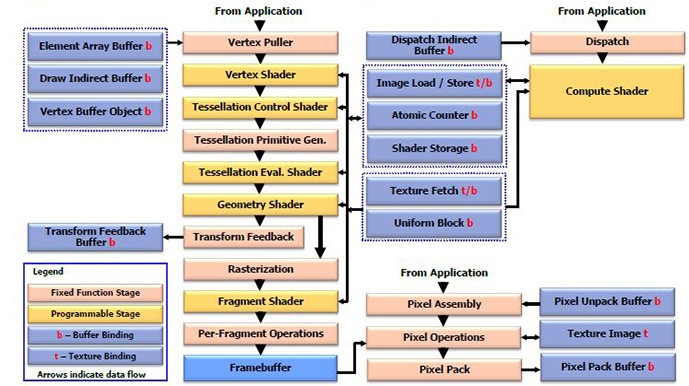 From Application
Element Array Buffer b
Draw Indirect Buffer b
Vertex Buffer Object b
Vertex Puller
Vertex Shader
Tessellation Control Shader
Tessellation Primitive Gen.
Tessellation Eval. Shader
Geometry Shader
Transform Feedback
Buffer b
Transform Feedback
Rasterization
Fragment Shader
Per-Fragment Operations
Framebuffer
Legend
Fixed Function Stage
Programmable Stage
b – Buffer Binding
t – Texture Binding
Arrows indicate data flow
From Application
Dispatch Indirect
Buffer b
Dispatch
Image Load / Store t/b
Atomic Counter b
Shader Storage b
Compute Shader
Texture Fetch t/b
Uniform Block b
From Application
Pixel Assembly
Pixel Unpack Buffer b
Pixel Operations
Texture Image t
Pixel Pack
Pixel Pack Buffer b